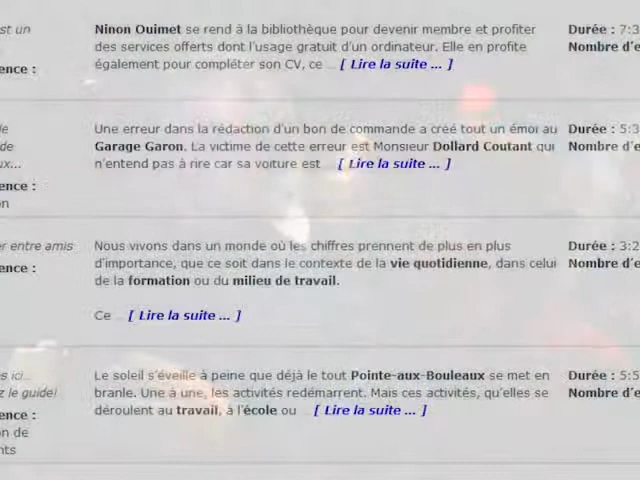 est un
Ninon Ouimet se rend à la bibliothèque pour devenir membre et profiter
des services offerts dont l'usage gratuit d'un ordinateur. Elle en profite
également pour compléter son CV, ce ... [ Lire la suite ... ]
Durée : 7:3
Nombre d'e
ence :
de
ux...
ence :
on
Une erreur dans la rédaction d'un bon de commande a créé tout un émoi au
Garage Garon. La victime de cette erreur est Monsieur Dollard Coutant qui
n'entend pas à rire car sa voiture est ... [ Lire la suite ... ]
Durée : 5:3
Nombre d'e
er entre amis
ence :
Nous vivons dans un monde où les chiffres prennent de plus en plus
d'importance, que ce soit dans le contexte de la vie quotidienne, dans celui
de la formation ou du milieu de travail.
Ce ... [ Lire la suite ... ]
Durée : 3:2
Nombre d'e
es ici...
z le guide!
ence :
on de
nts
Le soleil s'éveille à peine que déjà le tout Pointe-aux-Bouleaux se met en
branle. Une à une, les activités redémarrent. Mais ces activités, qu'elles se
déroulent au travail, à l'école ou ... [ Lire la suite ... ]
Durée : 5:5
Nombre d'e